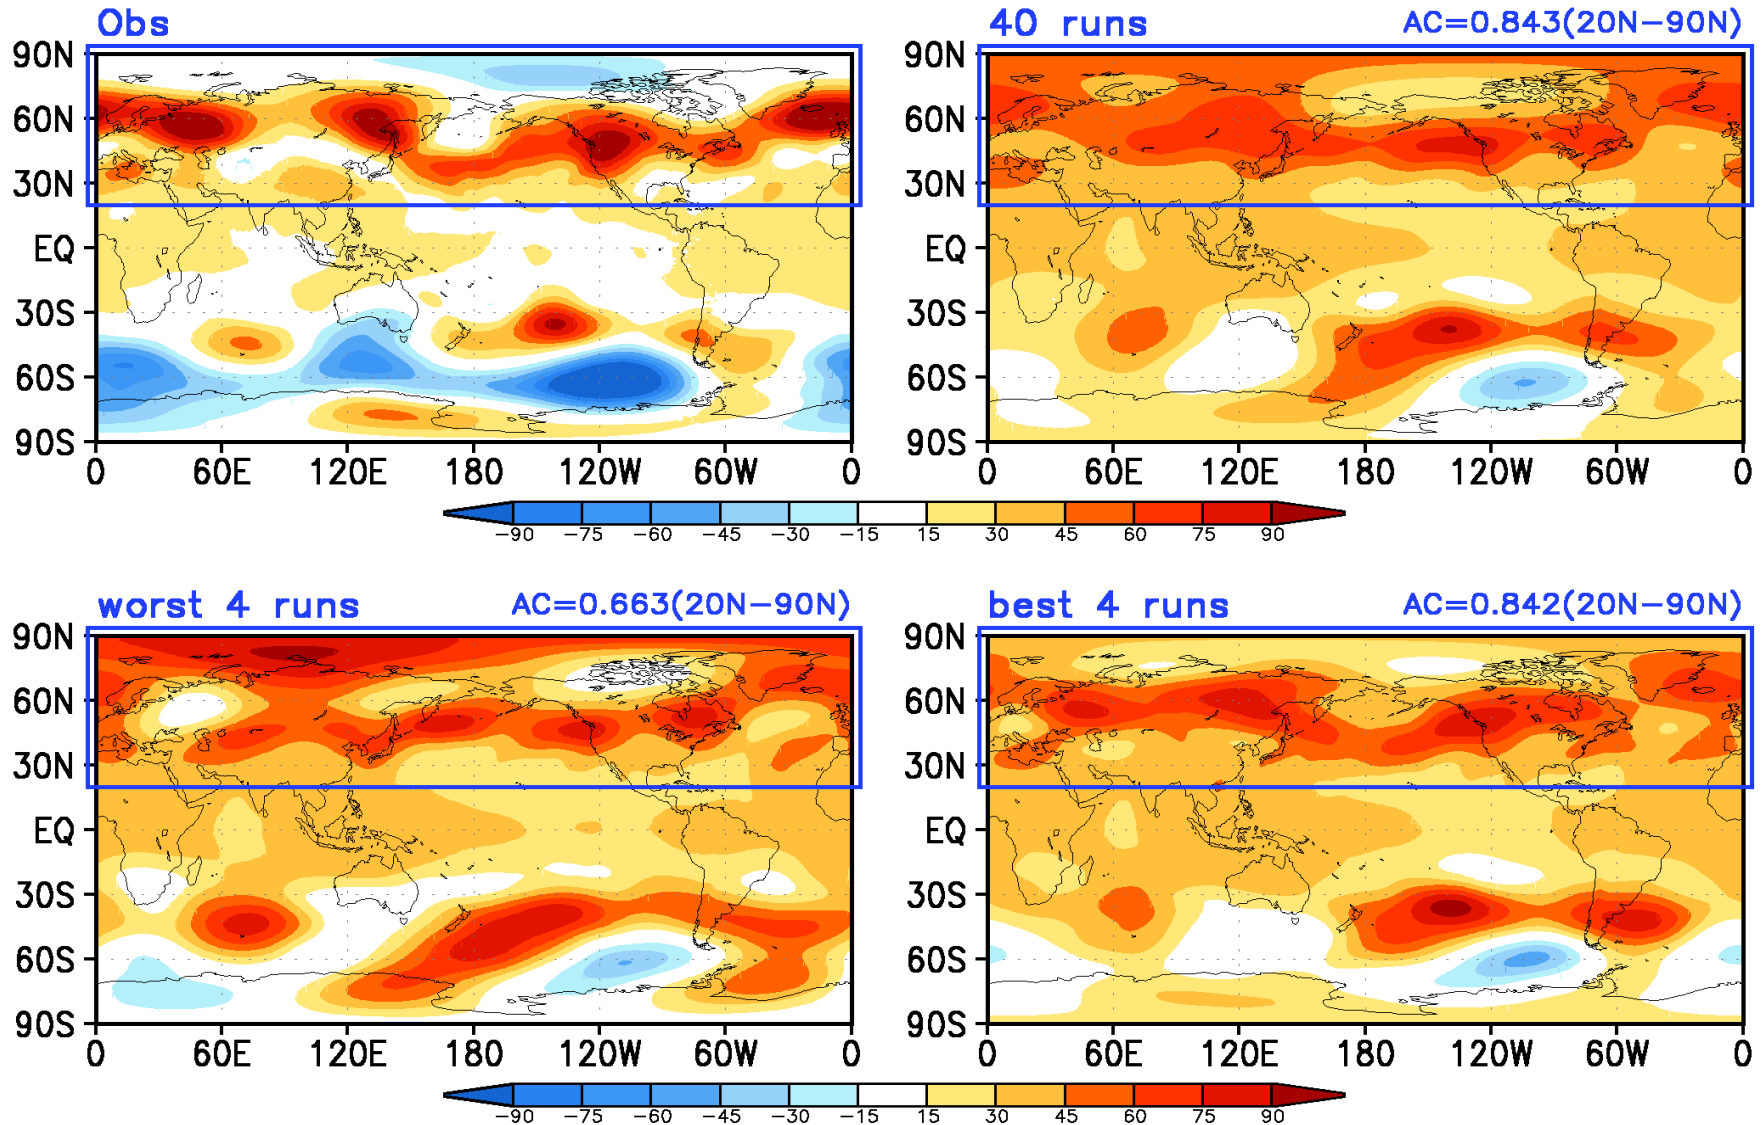 Obs
40 runs AC=0.843(20N−90N)
90N 90N
60N 60N
30N 30N
EQ EQ
30S 30S
60S 60S
90S 90S
0 60E 120E 180 120W 60W 0 0 60E 120E 180 120W 60W 0
−90 −75 −60 −45 −30 −15 15 30 45 60 75 90
worst 4 runs AC=0.663(20N−90N)
best 4 runs AC=0.842(20N−90N)
90N 90N
60N 60N
30N 30N
EQ EQ
30S 30S
60S 60S
90S 90S
0 60E 120E 180 120W 60W 0 0 60E 120E 180 120W 60W 0
−90 −75 −60 −45 −30 −15 15 30 45 60 75 90